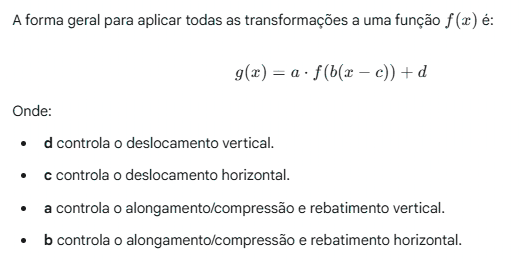 A forma geral para aplicar todas as transformações a uma função f(x) é:
g(x) = a · f(b(x − c)) + d
Onde:
• d controla o deslocamento vertical.
• c controla o deslocamento horizontal.
• a controla o alongamento/compressão e rebatimento vertical.
• b controla o alongamento/compressão e rebatimento horizontal.